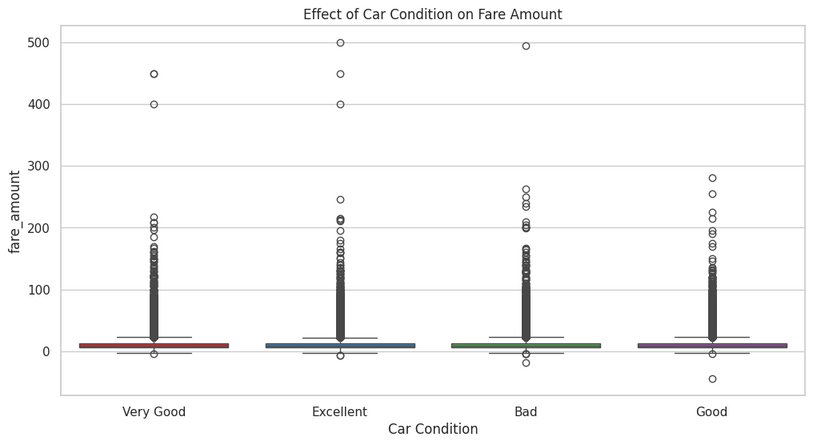 Effect of Car Condition on Fare Amount
500
400
300
200
100
0
fare_amount
Very Good Excellent Bad Good
Car Condition